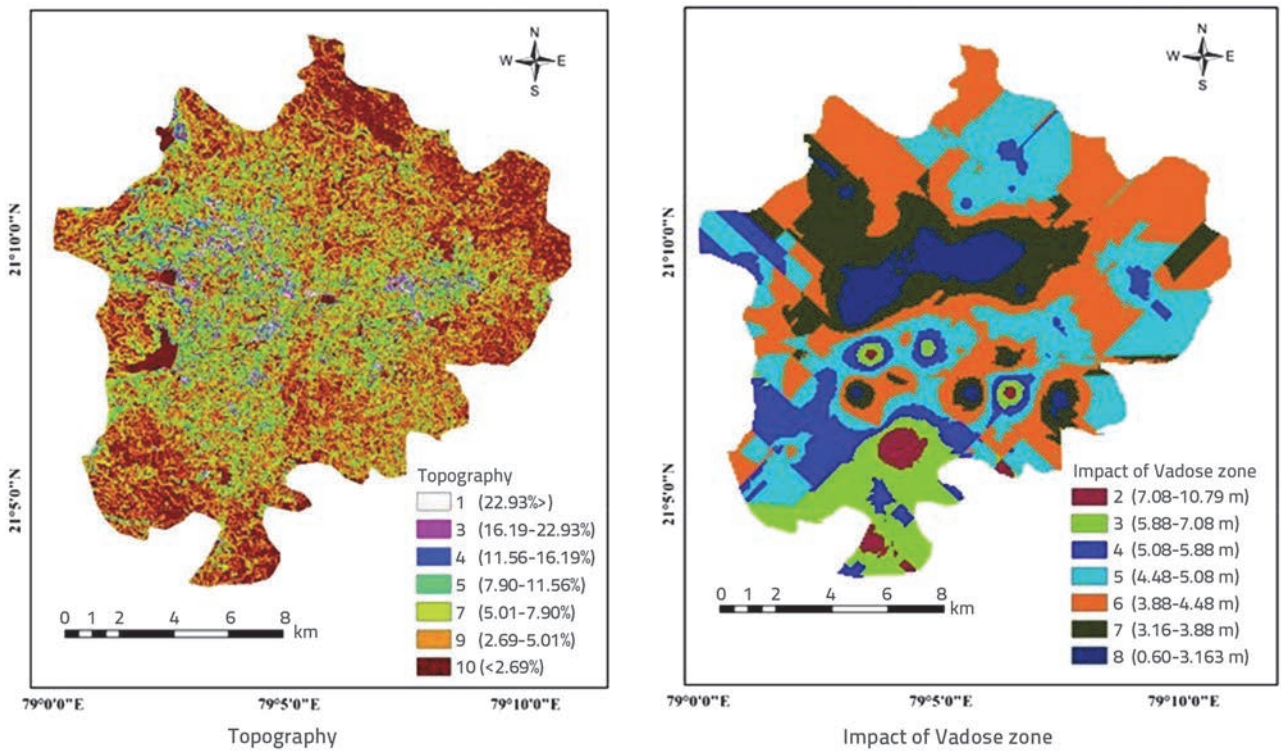 N
W E
S
21°10'0"N
21°5'0"N
Topography
1 (22.93%>)
3 (16.19-22.93%)
4 (11.56-16.19%)
5 (7.90-11.56%)
7 (5.01-7.90%)
9 (2.69-5.01%)
10 (<2.69%)
0 1 2 4 6 8
km
79°0'0"E 79°5'0"E 79°10'0"E
Topography
N
W E
S
21°10'0"N
21°5'0"N
Impact of Vadose zone
2 (7.08-10.79 m)
3 (5.88-7.08 m)
4 (5.08-5.88 m)
5 (4.48-5.08 m)
6 (3.88-4.48 m)
7 (3.16-3.88 m)
8 (0.60-3.163 m)
0 1 2 4 6 8
km
79°0'0"E 79°5'0"E 79°10'0"E
Impact of Vadose zone